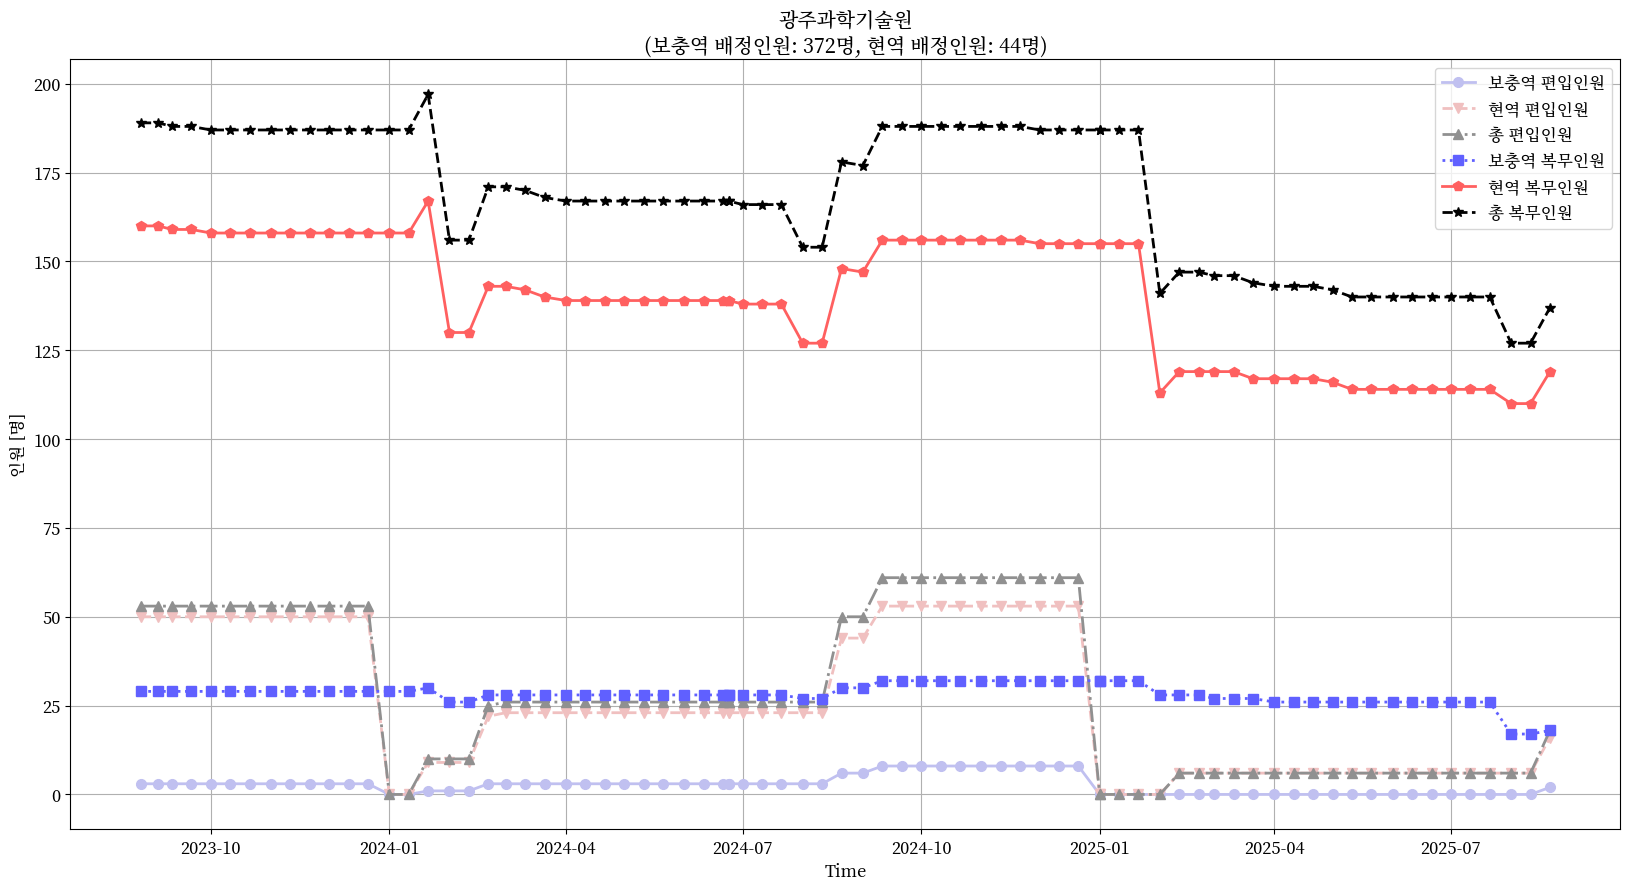 광주과학기술원
(보충역 배정인원: 372명, 현역 배정인원: 44명)
보충역 편입인원
현역 편입인원
총 편입인원
보충역 복무인원
현역 복무인원
총 복무인원
인원 [명]
200
175
150
125
100
75
50
25
0
2023-10
2024-01
2024-04
2024-07
2024-10
2025-01
2025-04
2025-07
Time